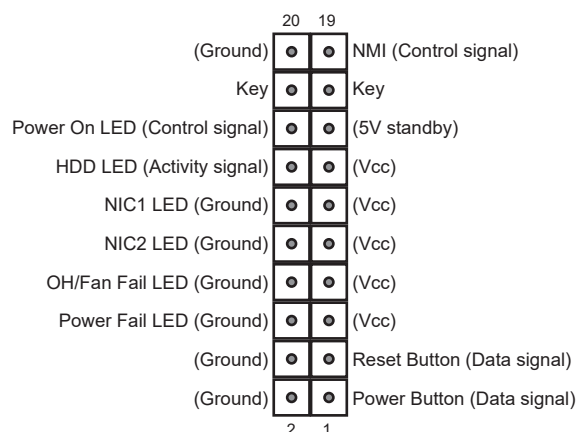 20 19
(Ground) NMI (Control signal)
Key Key
Power On LED (Control signal) (5V standby)
HDD LED (Activity signal) (Vcc)
NIC1 LED (Ground) (Vcc)
NIC2 LED (Ground) (Vcc)
OH/Fan Fail LED (Ground) (Vcc)
Power Fail LED (Ground) (Vcc)
(Ground) Reset Button (Data signal)
(Ground) Power Button (Data signal)
2 1